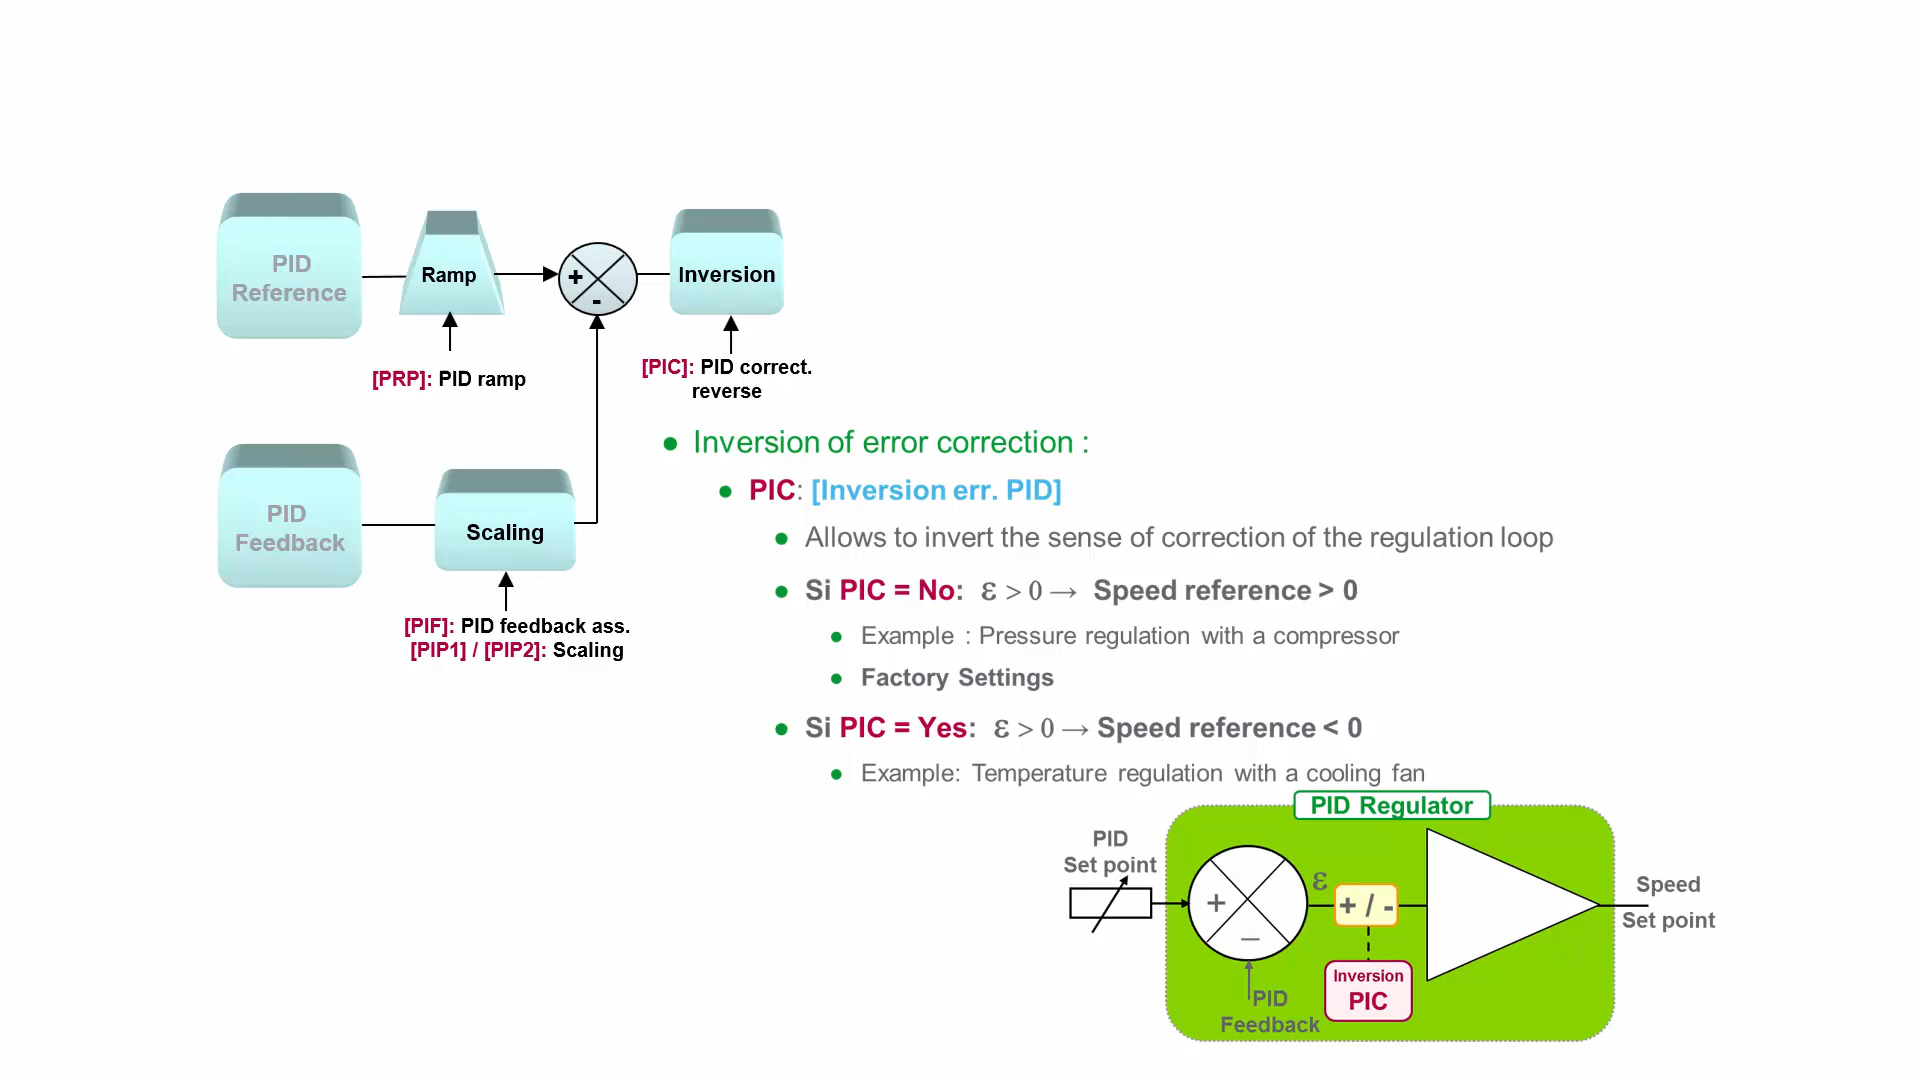 PID
Reference
Ramp
+
-
Inversion
[PRP]: PID ramp
[PIC]: PID correct.
reverse
PID
Feedback
Scaling
[PIF]: PID feedback ass.
[PIP1] / [PIP2]: Scaling
Inversion of error correction :
PIC: [Inversion err. PID]
Allows to invert the sense of correction of the regulation loop
Si PIC = No: ε > 0 → Speed reference > 0
Example : Pressure regulation with a compressor
Factory Settings
Si PIC = Yes: ε > 0 → Speed reference < 0
Example: Temperature regulation with a cooling fan
PID Regulator
PID
Set point
+
−
ε
+ / -
Inversion
PIC
PID
Feedback
Speed
Set point